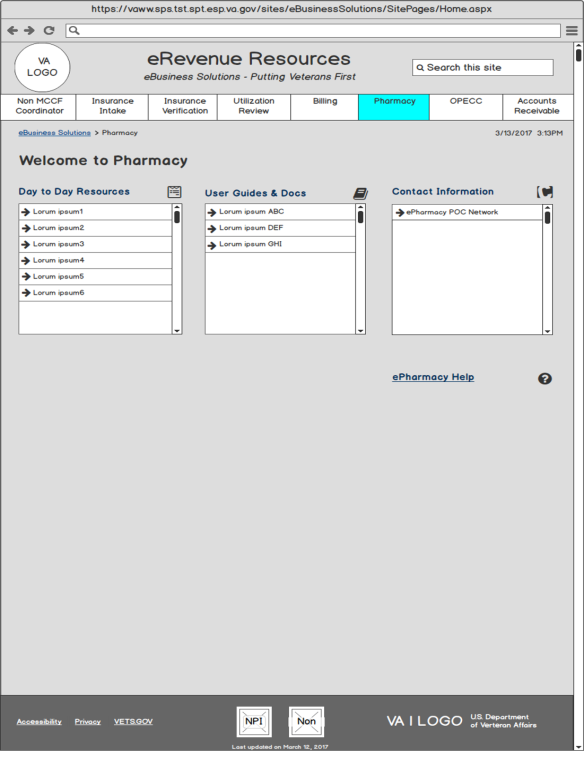 https://vaww.sps.tst.spt.esp.va.gov/sites/eBusinessSolutions/SitePages/Home.aspx
VA
LOGO
eRevenue Resources
eBusiness Solutions - Putting Veterans First
Search this site
Non MCCF
Coordinator
Insurance
Intake
Insurance
Verification
Utilization
Review
Billing
Pharmacy
OPECC
Accounts
Receivable
eBusiness Solutions > Pharmacy
3/13/2017 3:13PM
Welcome to Pharmacy
Day to Day Resources
Lorum ipsum1
Lorum ipsum2
Lorum ipsum3
Lorum ipsum4
Lorum ipsum5
Lorum ipsum6
User Guides & Docs
Lorum ipsum ABC
Lorum ipsum DEF
Lorum ipsum GHI
Contact Information
ePharmacy POC Network
ePharmacy Help
?
Accessibility Privacy VETS.GOV
NPI
Non
Last updated on March 12, 2017
VA | LOGO
U.S. Department
of Verteran Affairs